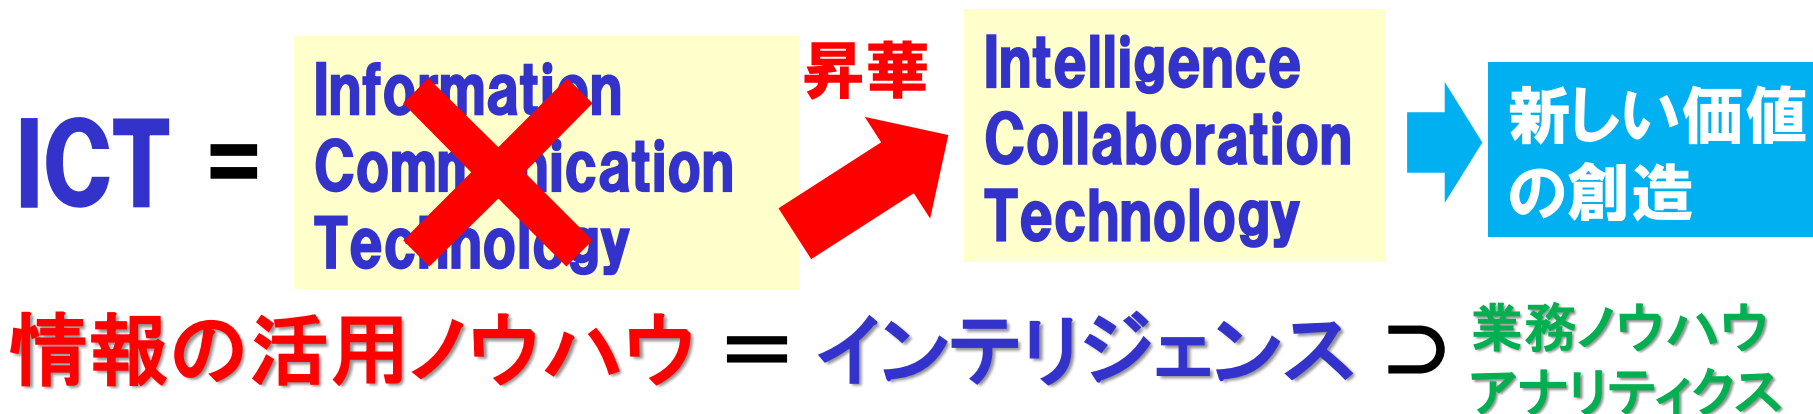 ICT =
Information
Communication
Technology
昇華
Intelligence
Collaboration
Technology
新しい価値
の創造
情報の活用ノウハウ = インテリジェンス ⊃
業務ノウハウ
アナリティクス